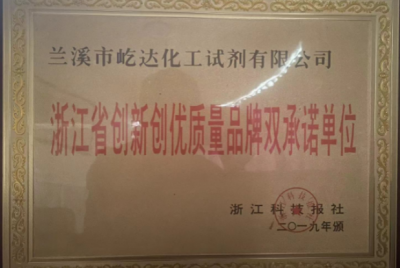 兰溪市屹达化工试剂有限公司
浙江省创新创优质量品牌双承诺单位
浙江科技报社
二〇一九年颁